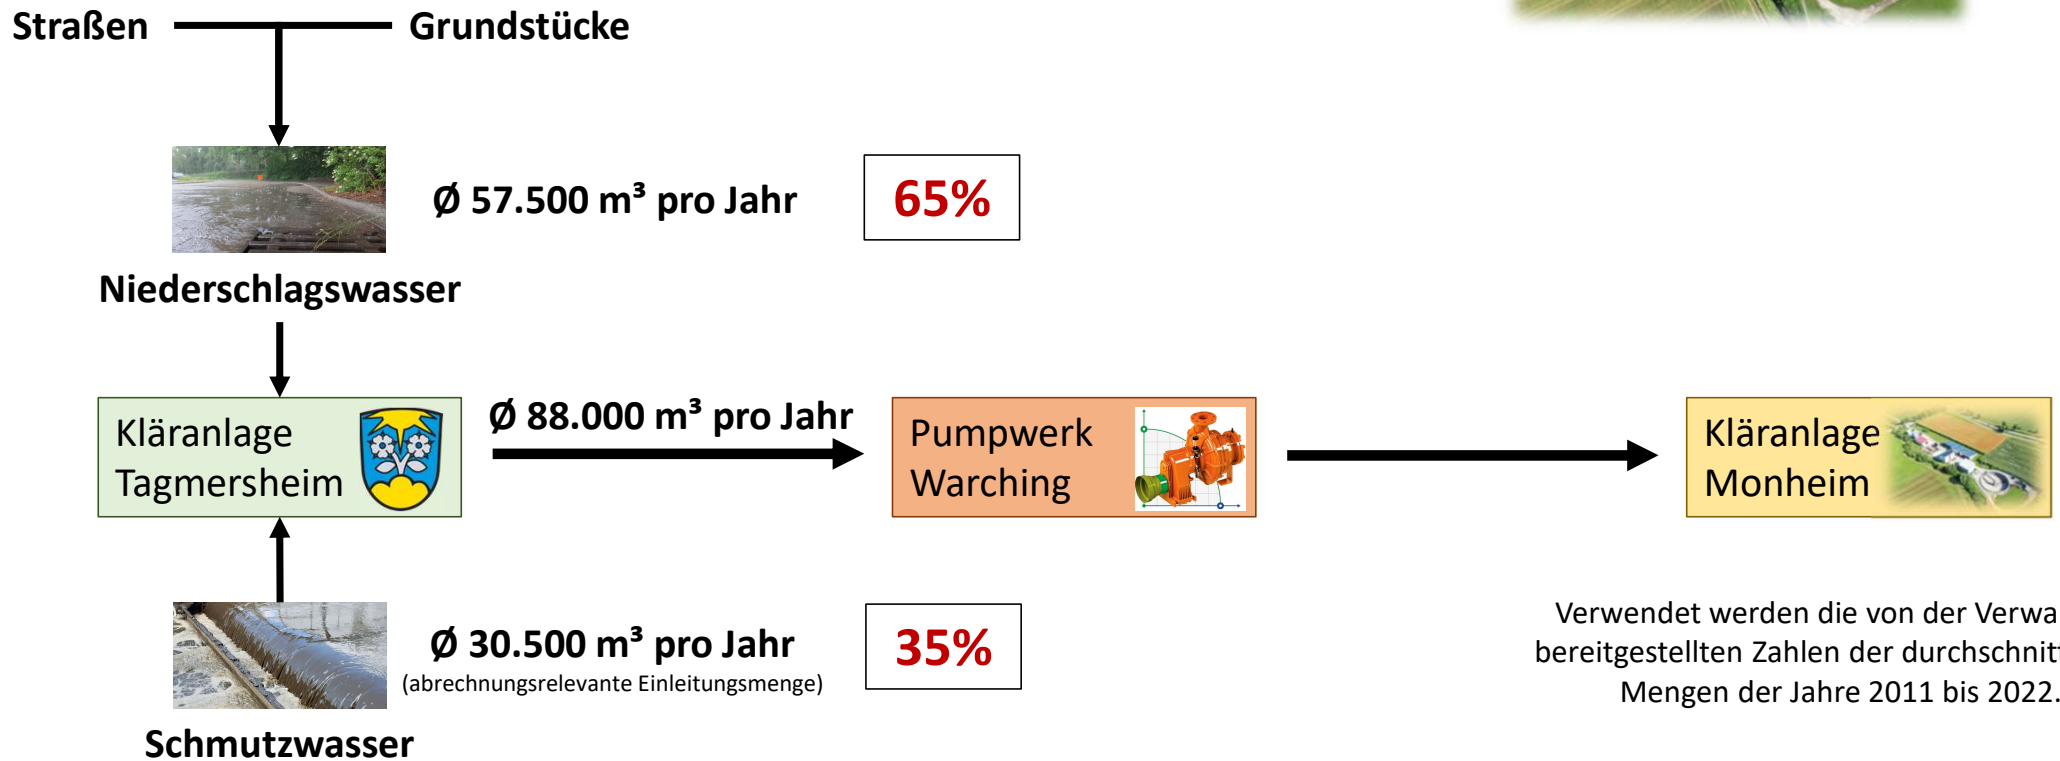 Straßen
Grundstücke
Ø 57.500 m³ pro Jahr
65%
Niederschlagswasser
Kläranlage
Tagmersheim
Ø 88.000 m³ pro Jahr
Pumpwerk
Warching
Kläranlage
Monheim
Ø 30.500 m³ pro Jahr
(abrechnungsrelevante Einleitungsmenge)
35%
Schmutzwasser
Verwendet werden die von der Verwa
bereitgestellten Zahlen der durchschnit
Mengen der Jahre 2011 bis 2022.